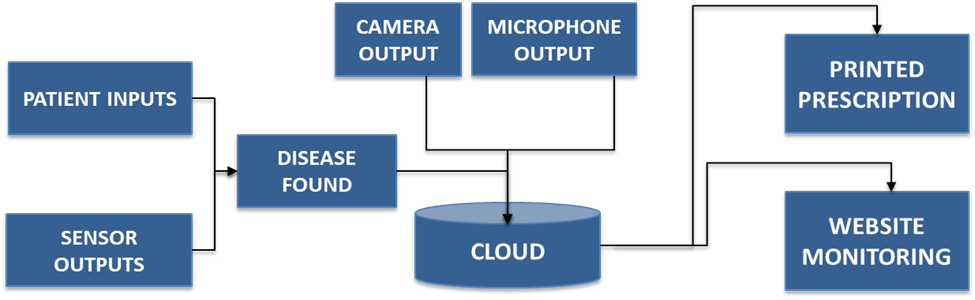 PATIENT INPUTS
SENSOR
OUTPUTS
DISEASE
FOUND
CAMERA
OUTPUT
MICROPHONE
OUTPUT
CLOUD
PRINTED
PRESCRIPTION
WEBSITE
MONITORING